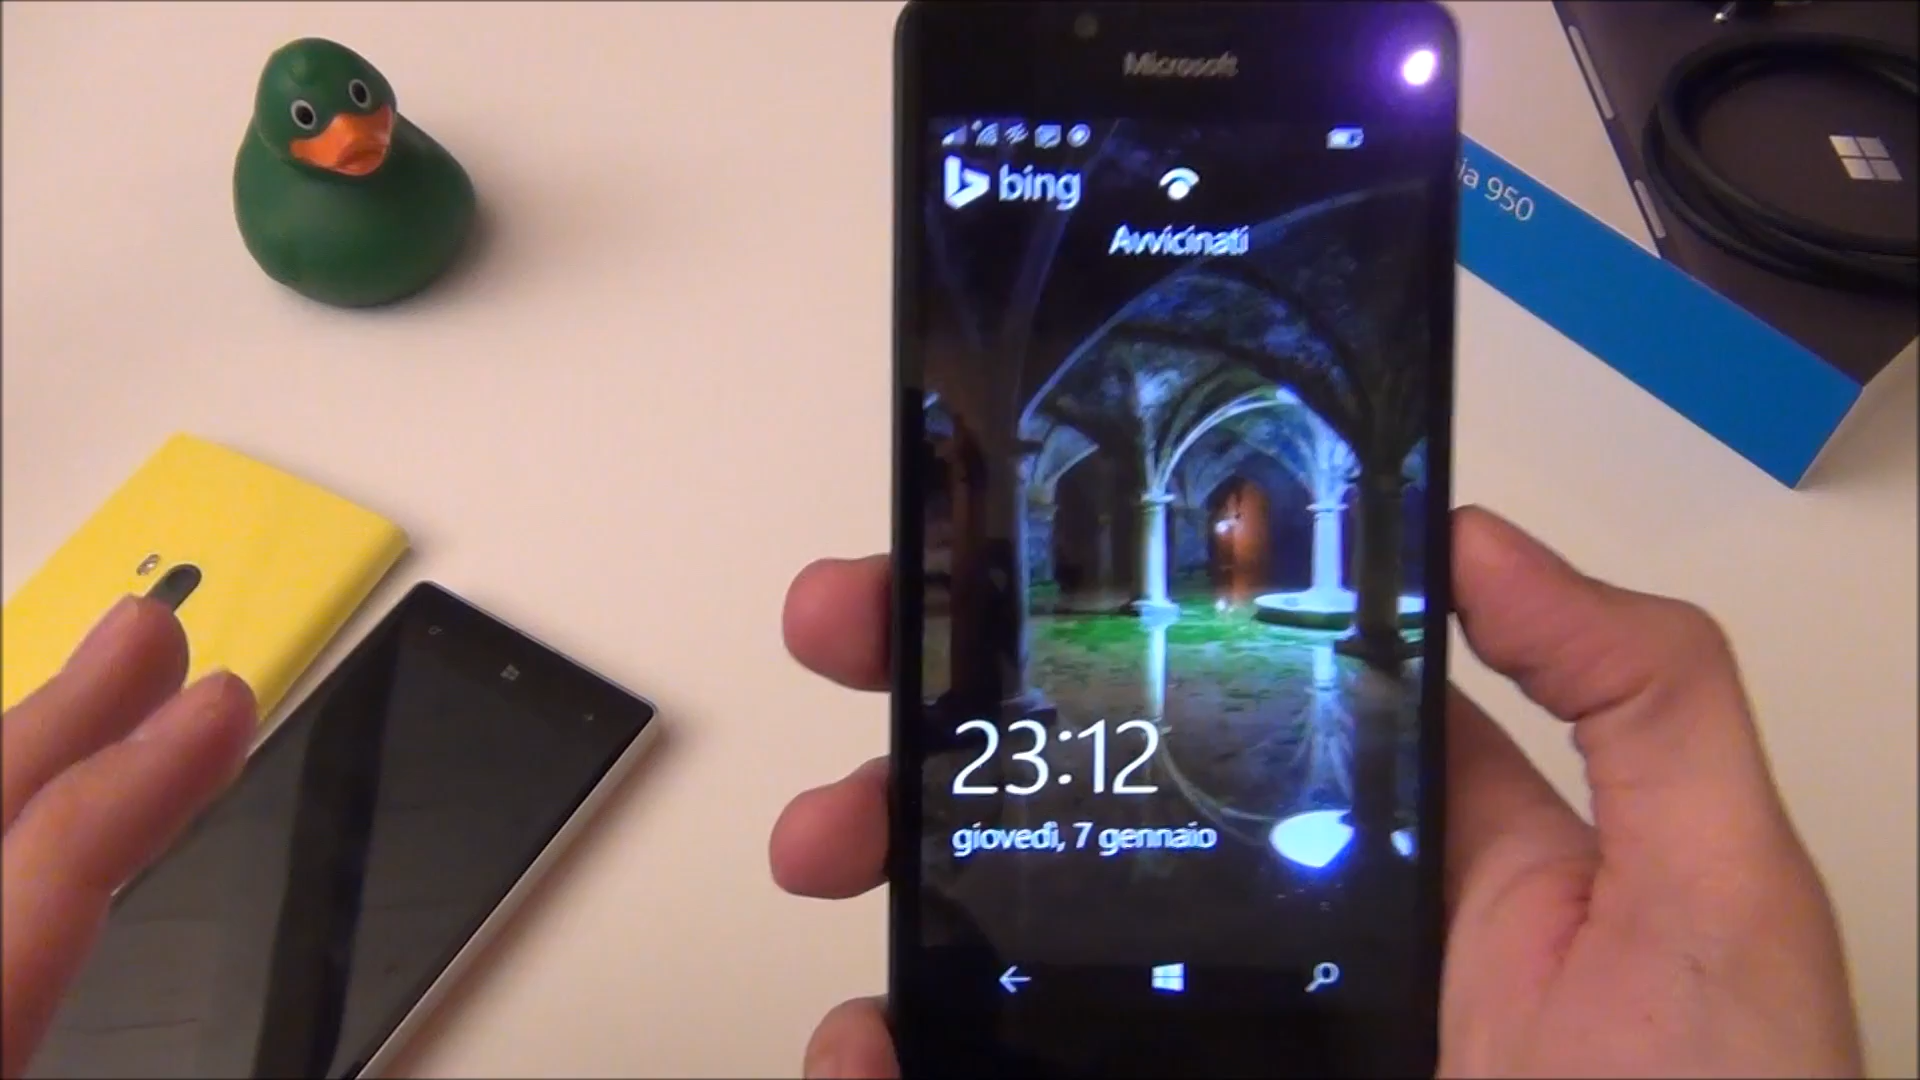 Microsoft
bing
Avvicinati
ia 950
23:12
giovedì, 7 gennaio